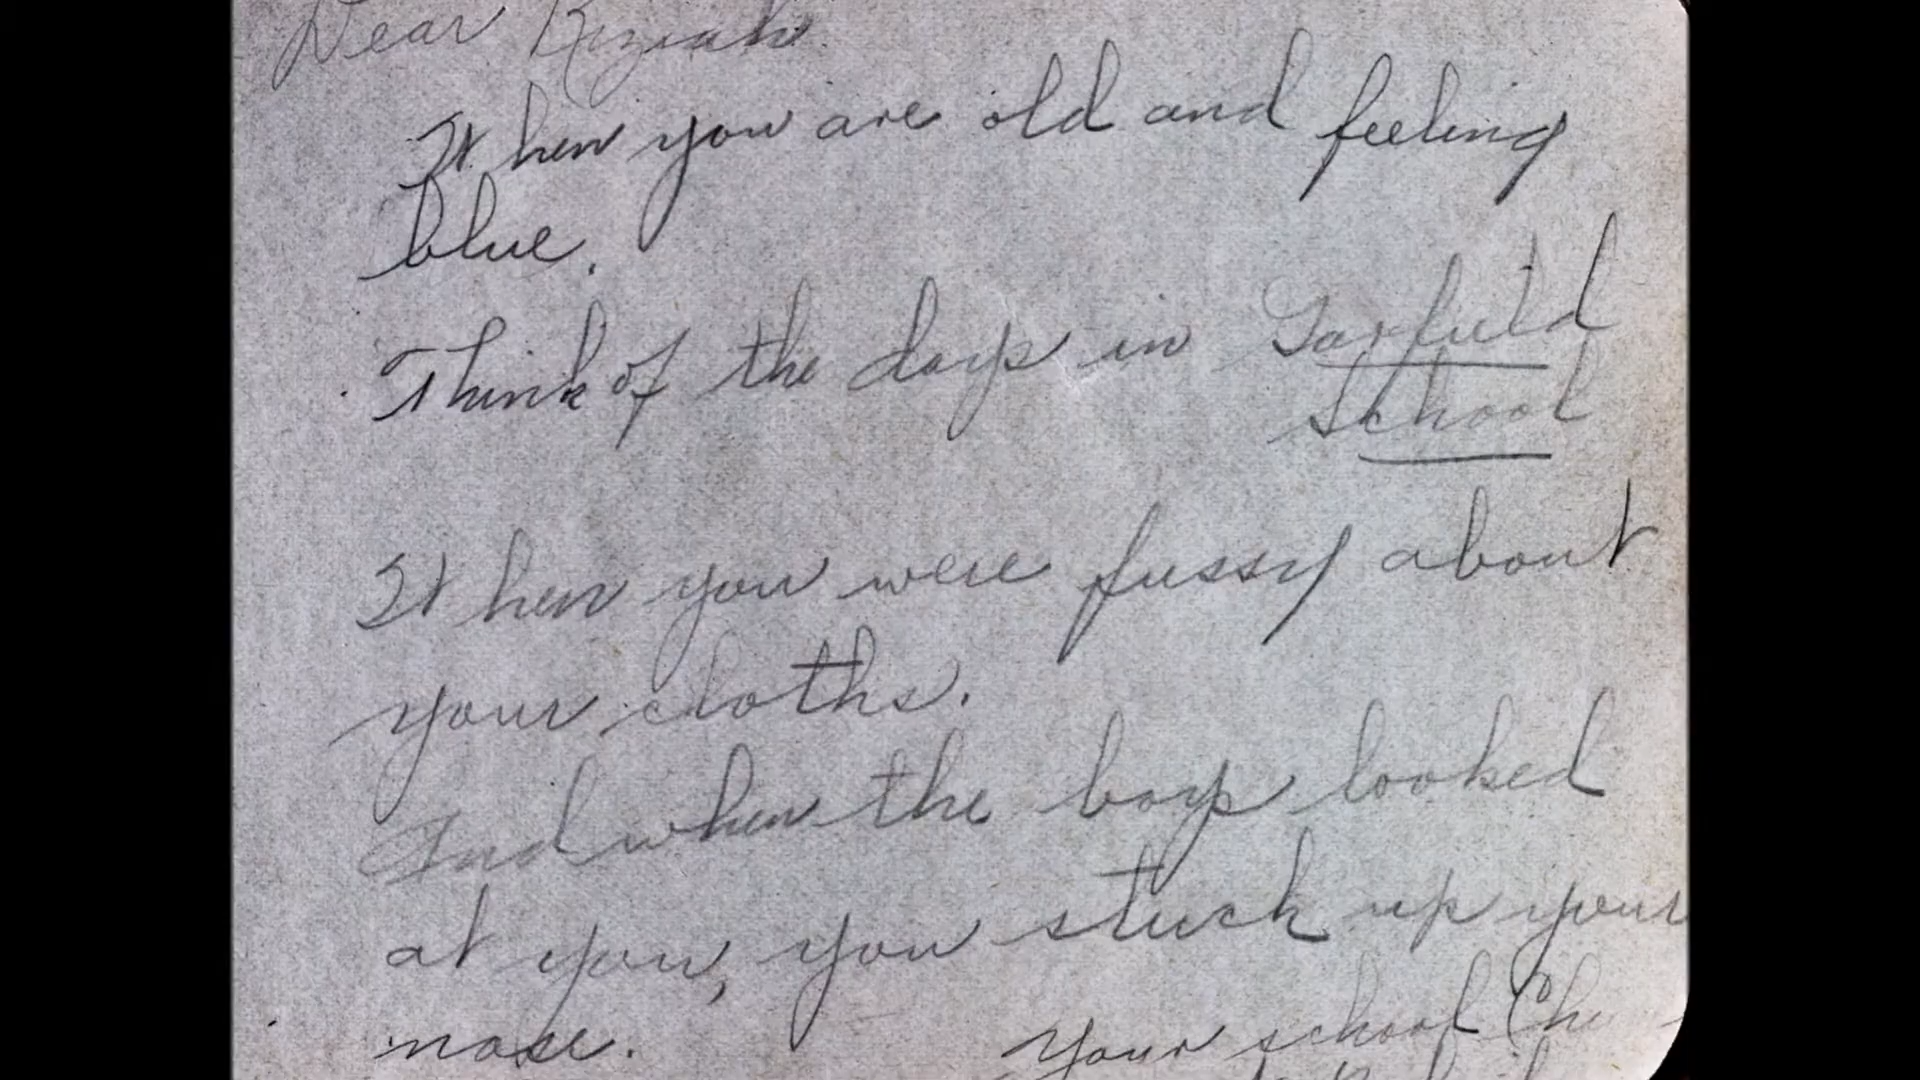 Dear Keziah
When you are old and feeling
blue.
Think of the days in Garfield
School
When you were fussy about
your cloths.
And when the boys looked
at you, you stuck up your
nose.
Your school